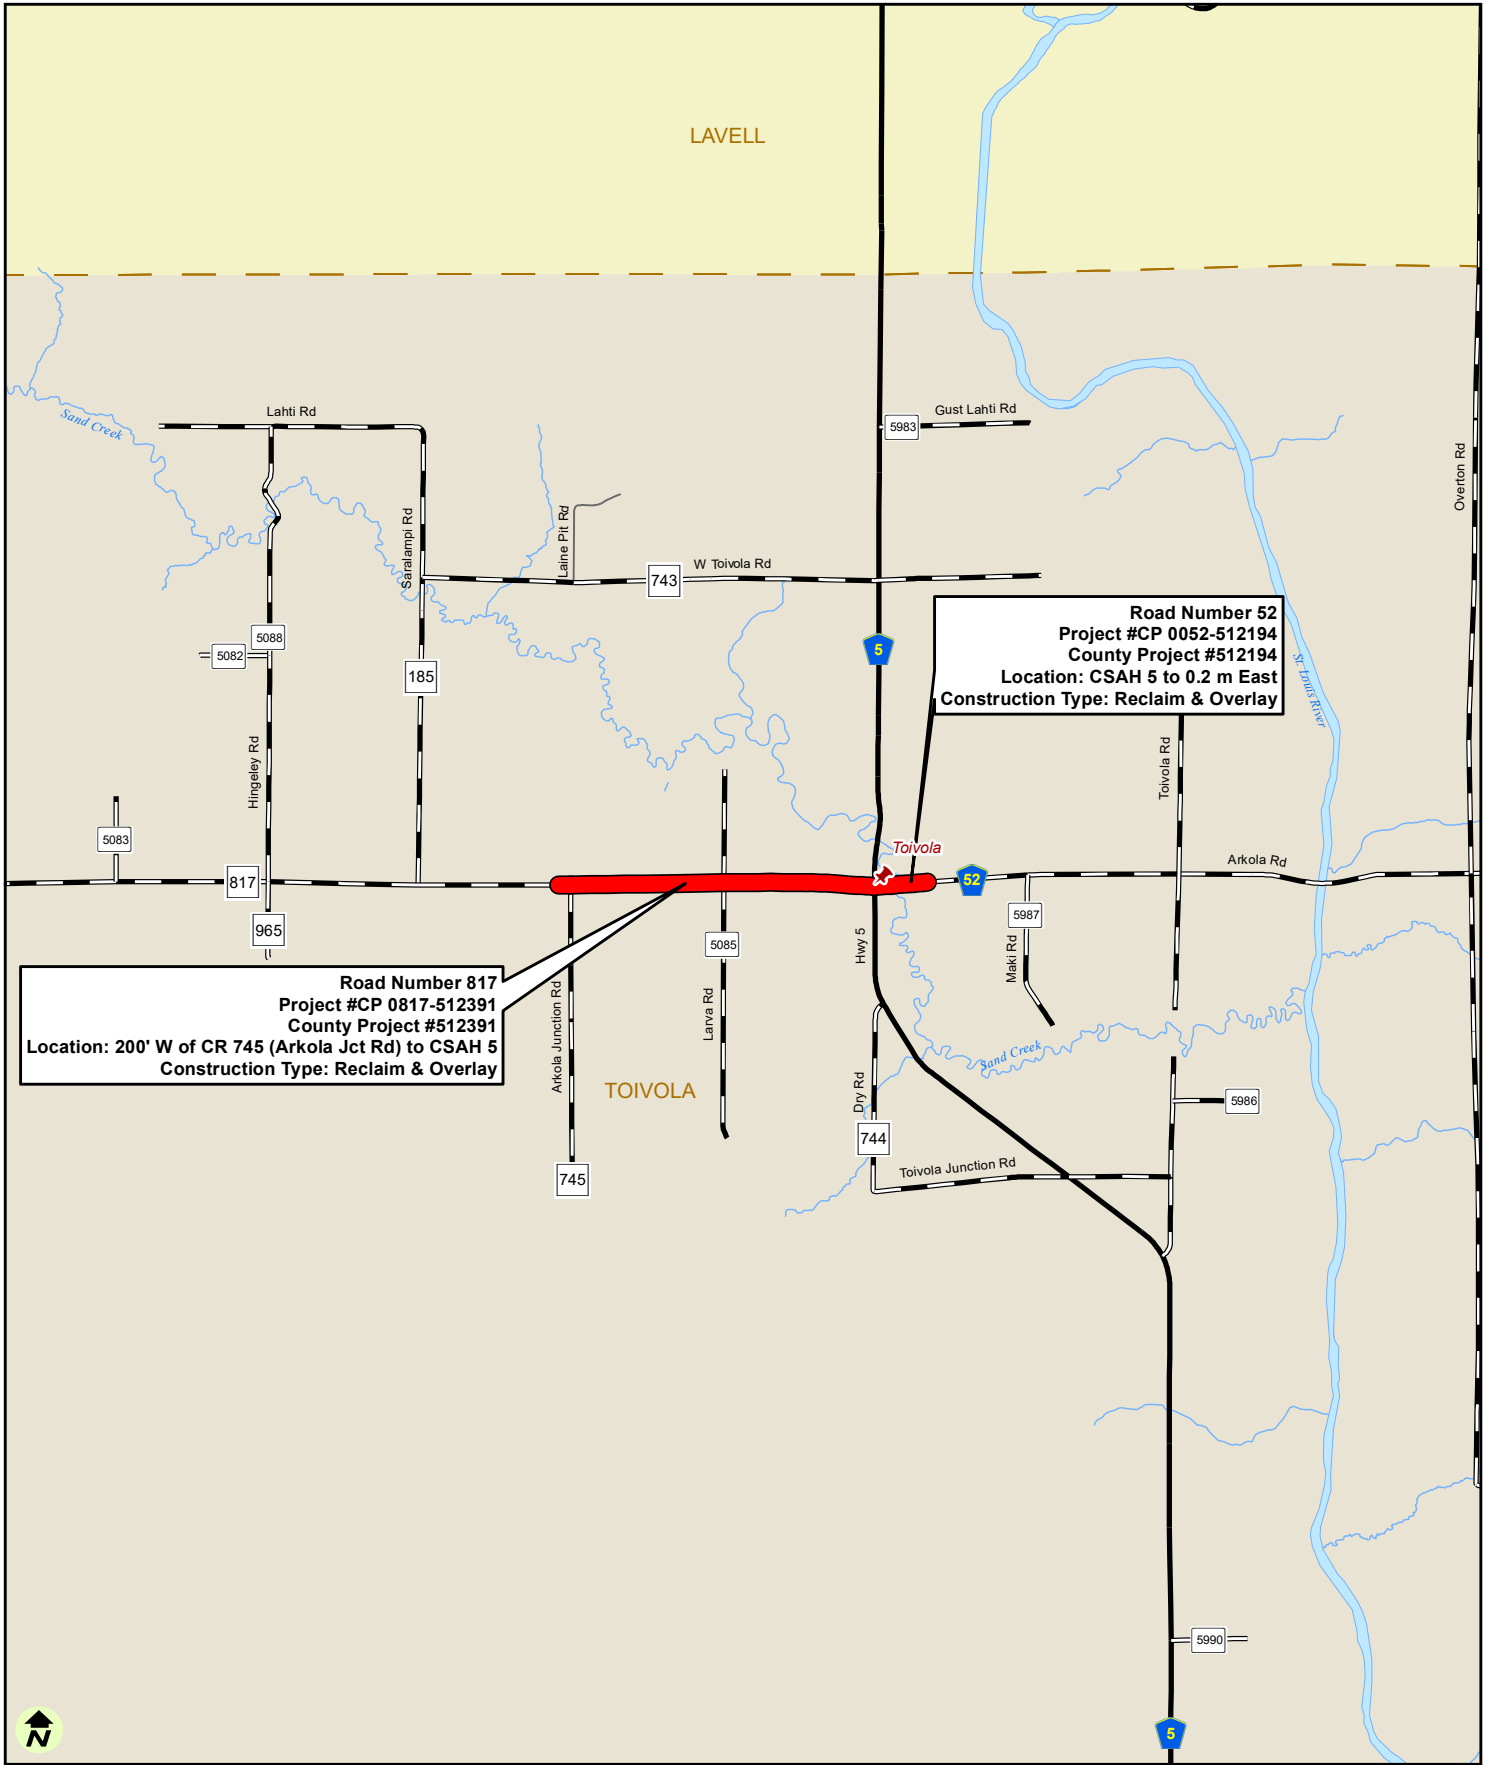 LAVELL
Lahti Rd
Gust Lahti Rd
5983
Sand Creek
Overton Rd
Saralampi Rd
Laine Pit Rd
W Toivola Rd
743
Road Number 52
Project #CP 0052-512194
County Project #512194
Location: CSAH 5 to 0.2 m East
Construction Type: Reclaim & Overlay
5088
5082
5
185
St. Louis River
Hingeley Rd
Toivola Rd
5083
Toivola
Arkola Rd
817
52
965
5987
5085
Hwy 5
Maki Rd
Road Number 817
Project #CP 0817-512391
County Project #512391
Location: 200' W of CR 745 (Arkola Jct Rd) to CSAH 5
Construction Type: Reclaim & Overlay
Arkola Junction Rd
Larva Rd
Sand Creek
TOIVOLA
Dry Rd
5986
744
Toivola Junction Rd
745
5990
N
5